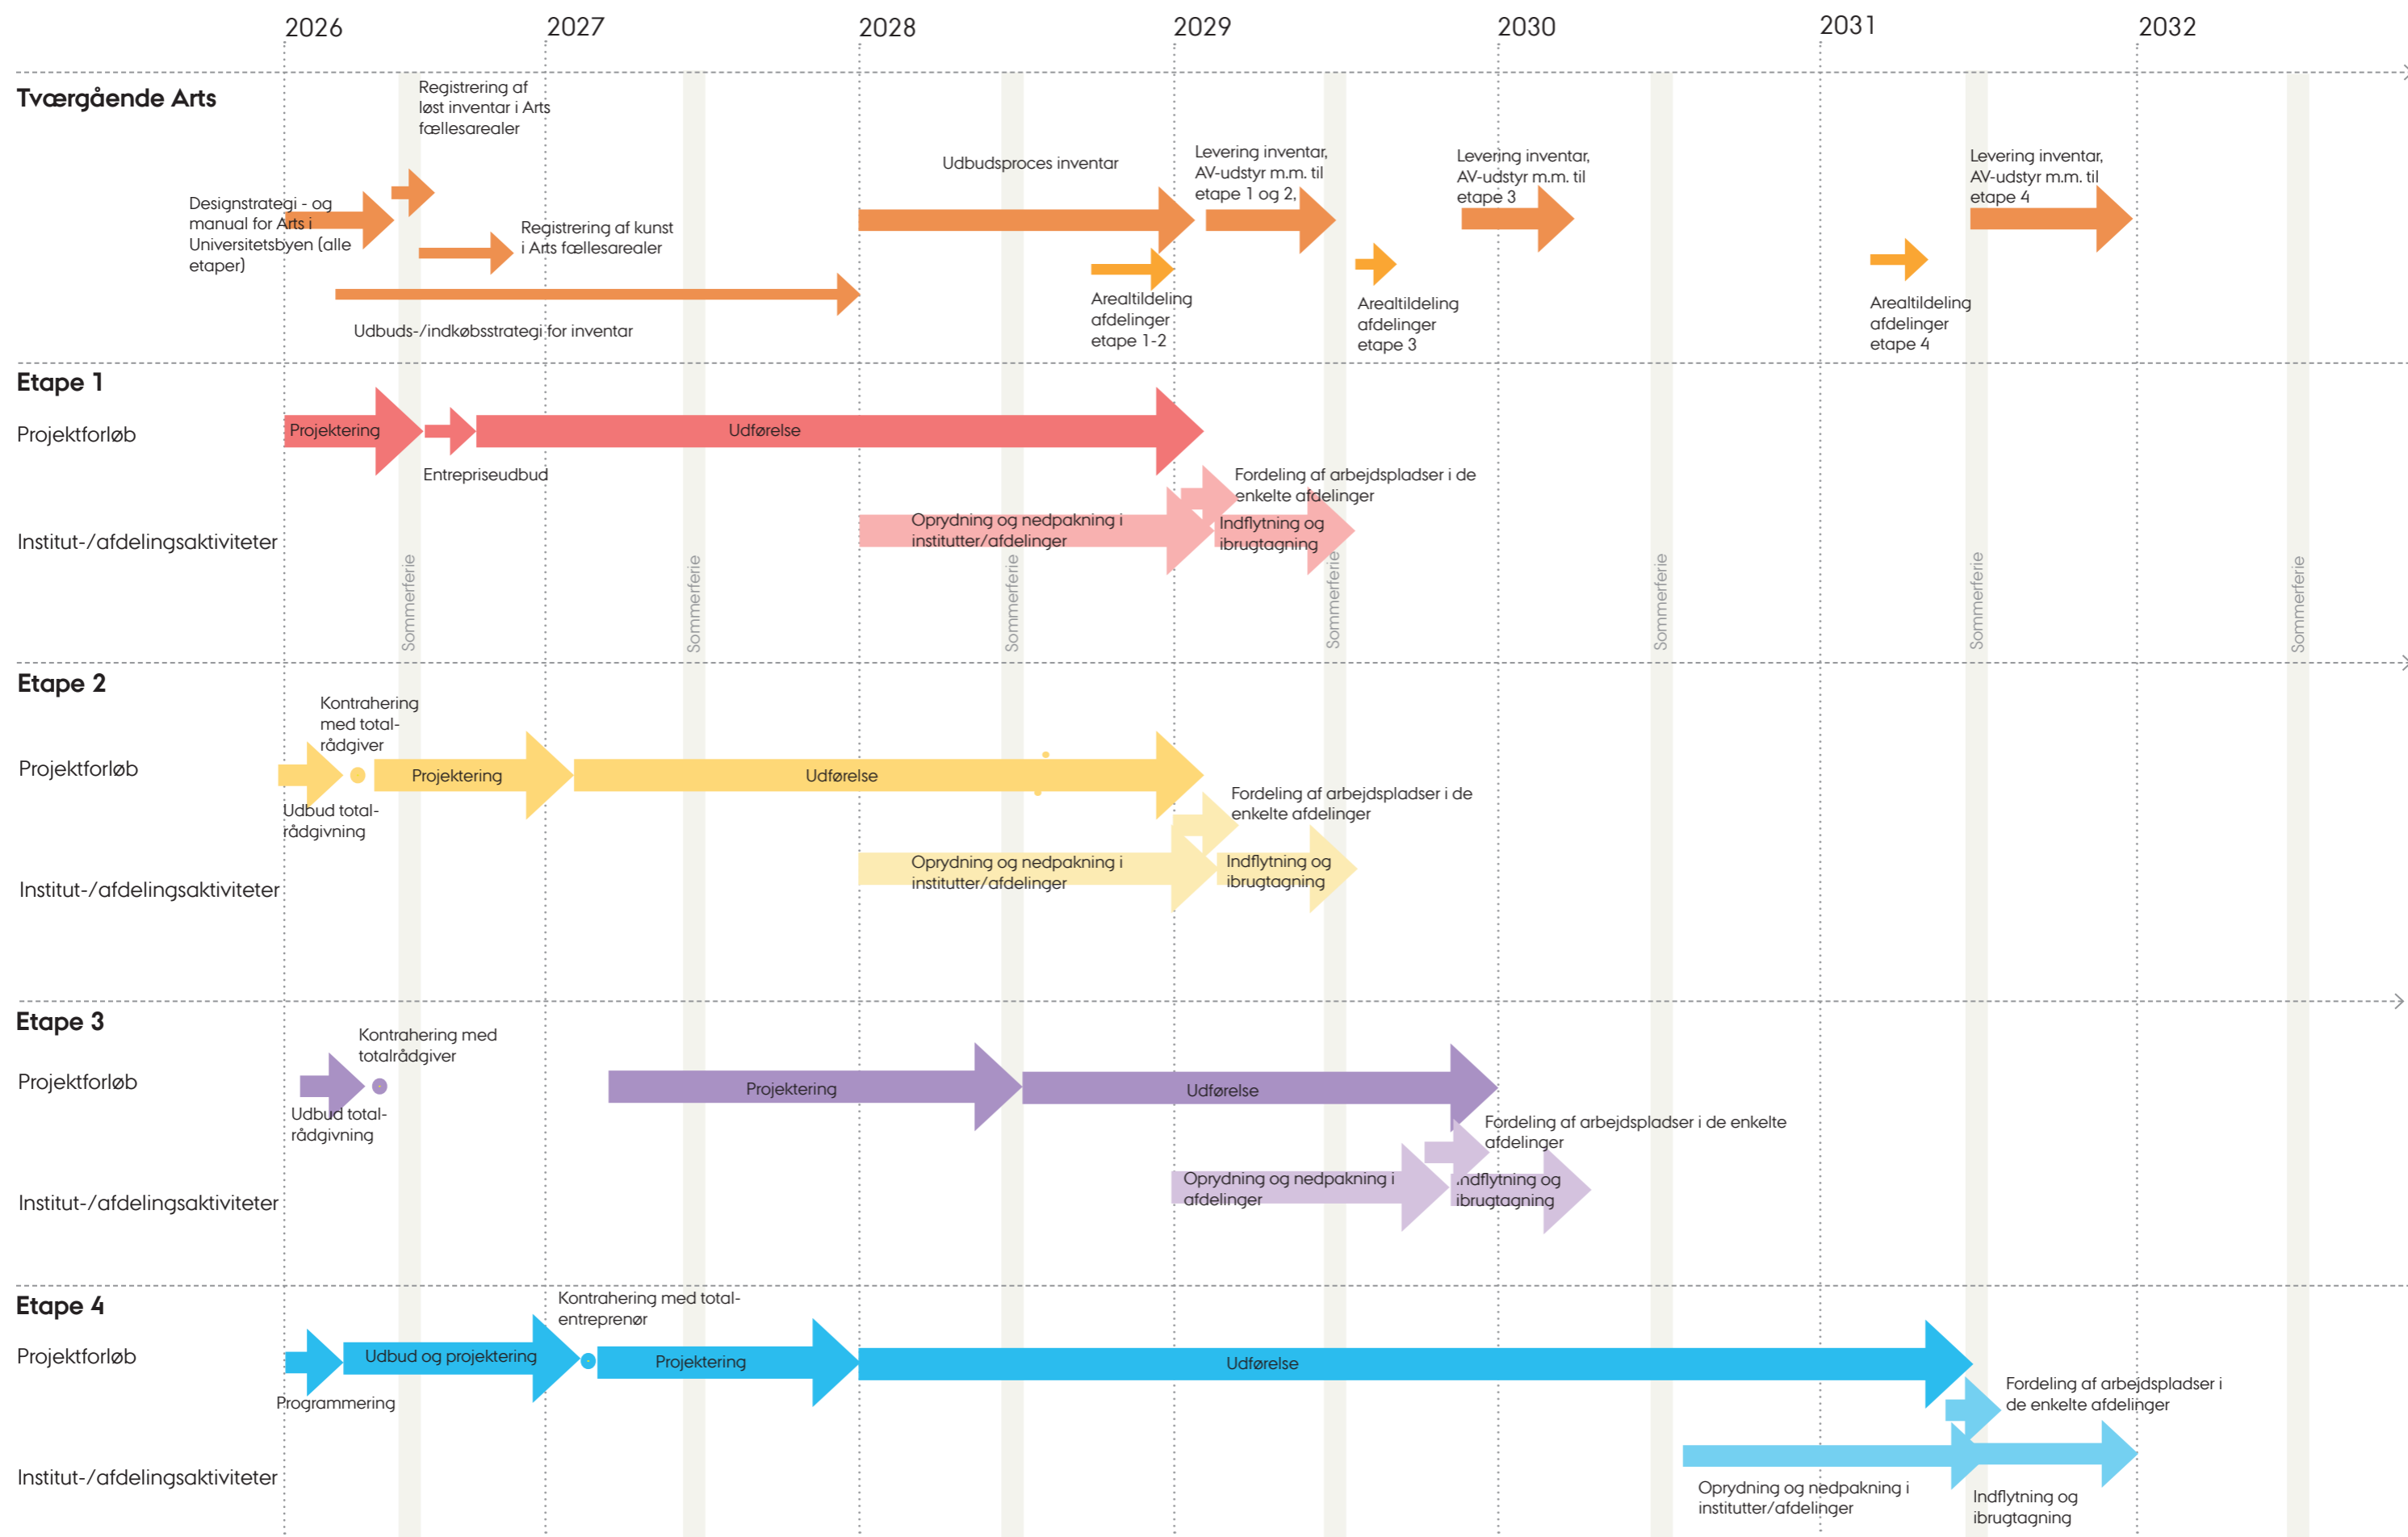 2026
2027
2028
2029
2030
2031
2032
Tværgående Arts
Registrering af
løst inventar i Arts
fællesarealer
Designstrategi - og
manual for Arts i
Universitetsbyen (alle
etaper)
Registrering af kunst
i Arts fællesarealer
Udbuds-/indkøbsstrategi for inventar
Udbudsproces inventar
Levering inventar,
AV-udstyr m.m. til
etape 1 og 2,
Levering inventar,
AV-udstyr m.m. til
etape 3
Levering inventar,
AV-udstyr m.m. til
etape 4
Arealtildeling
afdelinger
etape 1-2
Arealtildeling
afdelinger
etape 3
Arealtildeling
afdelinger
etape 4
Etape 1
Projektforløb
Projektering
Entrepriseudbud
Udførelse
Fordeling af arbejdspladser i de
enkelte afdelinger
Institut-/afdelingsaktiviteter
Oprydning og nedpakning i
institutter/afdelinger
Indflytning og
ibrugtagning
Sommerferie
Sommerferie
Sommerferie
Sommerferie
Sommerferie
Sommerferie
Sommerferie
Etape 2
Kontrahering
med total-
rådgiver
Projektforløb
Projektering
Udførelse
Udbud total-
rådgivning
Fordeling af arbejdspladser i de
enkelte afdelinger
Institut-/afdelingsaktiviteter
Oprydning og nedpakning i
institutter/afdelinger
Indflytning og
ibrugtagning
Etape 3
Kontrahering med
totalrådgiver
Projektforløb
Projektering
Udførelse
Udbud total-
rådgivning
Fordeling af arbejdspladser i de enkelte
afdelinger
Institut-/afdelingsaktiviteter
Oprydning og nedpakning i
afdelinger
Indflytning og
ibrugtagning
Etape 4
Kontrahering med total-
entreprenør
Projektforløb
Udbud og projektering
Projektering
Udførelse
Programmering
Fordeling af arbejdspladser i
de enkelte afdelinger
Institut-/afdelingsaktiviteter
Oprydning og nedpakning i
institutter/afdelinger
Indflytning og
ibrugtagning